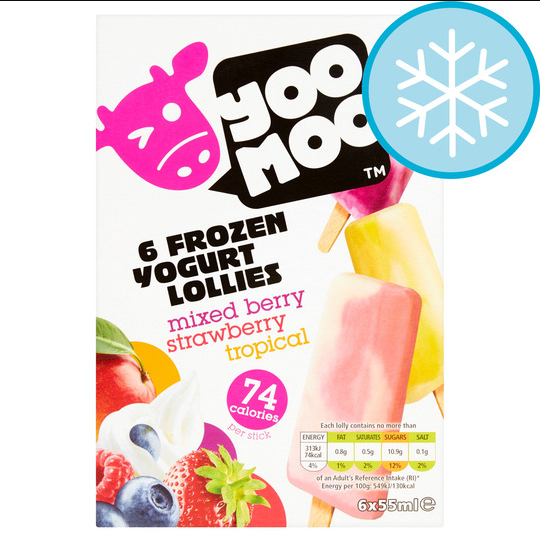 YOO
MOO
TM
6 FROZEN
YOGURT
LOLLIES
mixed berry
strawberry
tropical
74
calories
per stick
Each lolly contains no more than
ENERGY FAT SATURATES SUGARS SALT
313kJ
74kcal 0.8g 0.5g 10.9g 0.1g
4% 1% 2% 12% 2%
of an Adult's Reference Intake (RI)*
Energy per 100g: 549kJ/130kcal
6x55ml e